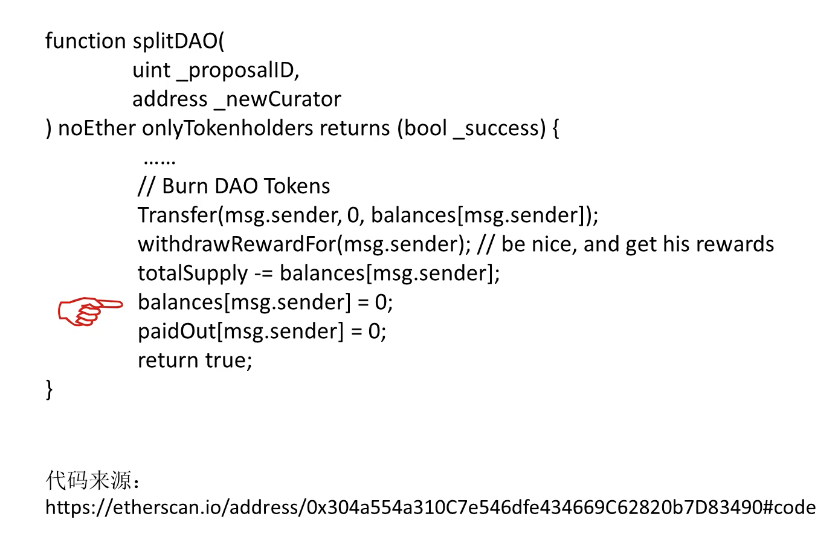 function splitDAO(
uint _proposalID,
address _newCurator
) noEther onlyTokenholders returns (bool _success) {
……
// Burn DAO Tokens
Transfer(msg.sender, 0, balances[msg.sender]);
withdrawRewardFor(msg.sender); // be nice, and get his rewards
totalSupply -= balances[msg.sender];
balances[msg.sender] = 0;
paidOut[msg.sender] = 0;
return true;
}
代码来源：
https://etherscan.io/address/0x304a554a310C7e546dfe434669C62820b7D83490#code